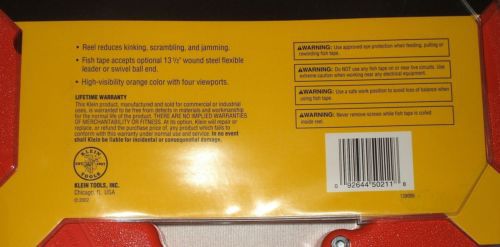 • Reel reduces kinking, scrambling, and jamming.
• Fish tape accepts optional 13 1/2" wound steel flexible
leader or swivel ball end.
• High-visibility orange color with four viewports.
LIFETIME WARRANTY
This Klein product, manufactured and sold for commercial or industrial
uses, is warranted to be free from defects in materials and workmanship
for the normal life of the product. THERE ARE NO IMPLIED WARRANTIES
OF MERCHANTABILITY OR FITNESS. At its option, Klein will repair or
replace, or refund the purchase price of, any product which fails to
conform with this warranty under normal use and service. In no event
shall Klein be liable for incidental or consequential damage.
KLEIN
TOOLS
KLEIN TOOLS, INC.
Chicago, IL USA
© 2002
⚠WARNING: Use approved eye protection when feeding, pulling or
rewinding fish tape.
⚠WARNING: Do NOT use any fish tape on or near live circuits. Use
extreme caution when working near any electrical equipment.
⚠WARNING: Use a safe work position to avoid loss of balance when
using fish tape.
⚠WARNING: Never remove screws while fish tape is coiled
inside reel.
0 92644 50211 8